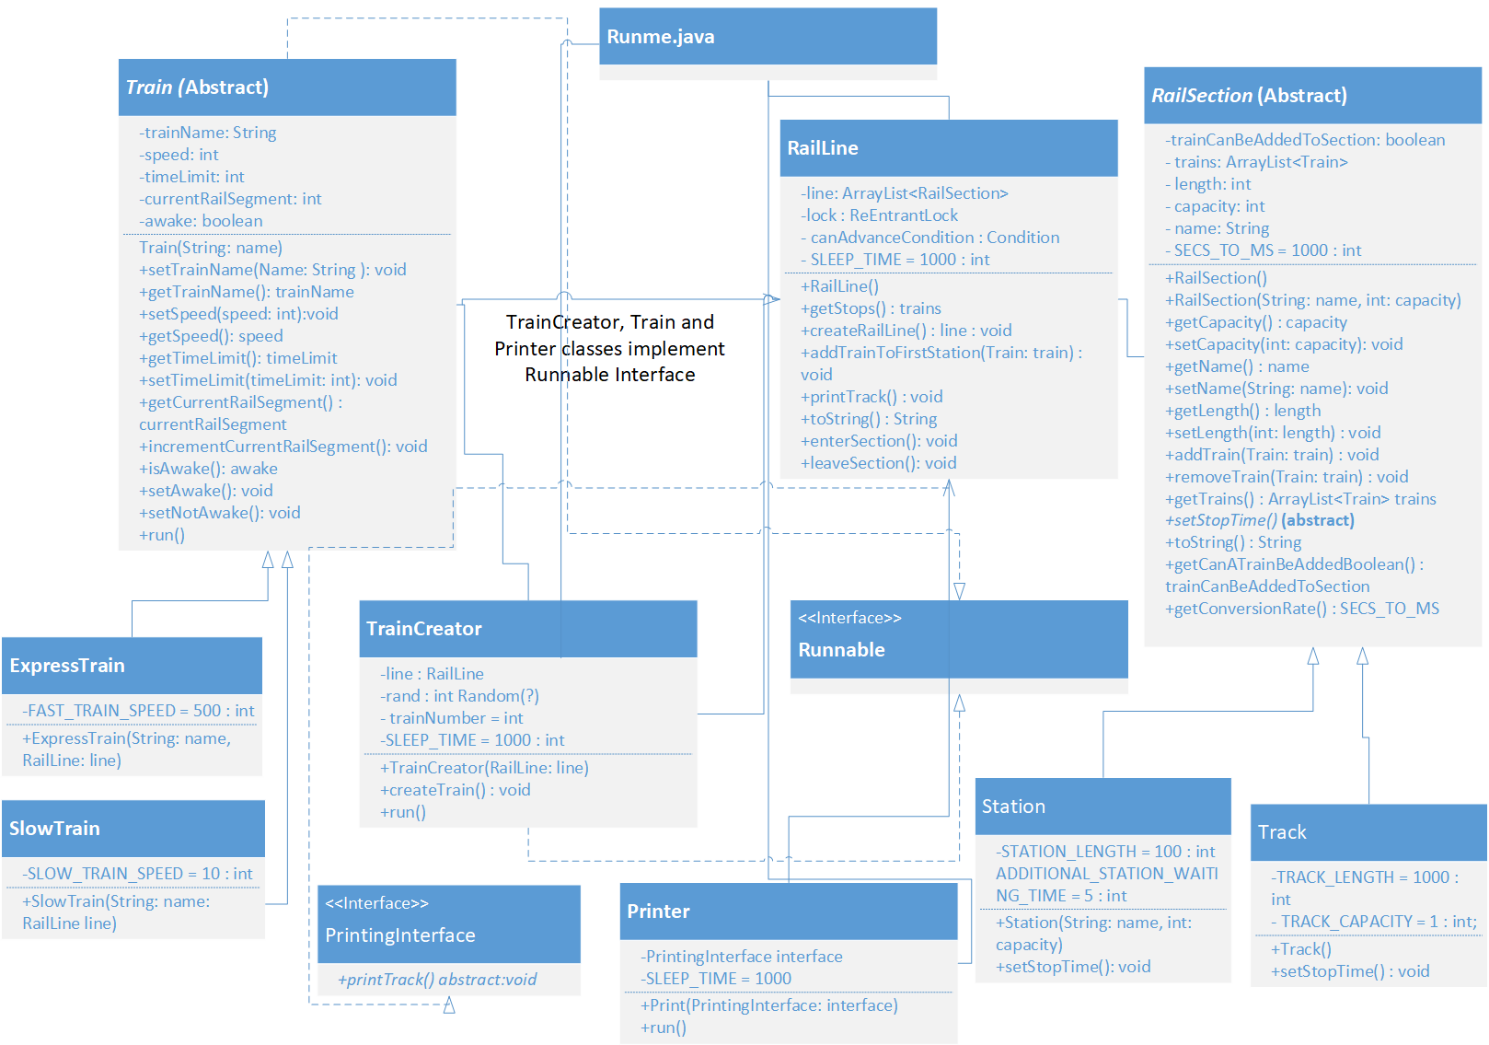 Runme.java
Train (Abstract)
-trainName: String
-speed: int
-timeLimit: int
-currentRailSegment: int
-awake: boolean
Train(String: name)
+setTrainName(Name: String ): void
+getTrainName(): trainName
+setSpeed(speed: int):void
+getSpeed(): speed
+getTimeLimit(): timeLimit
+setTimeLimit(timeLimit: int): void
+getCurrentRailSegment() :
currentRailSegment
+incrementCurrentRailSegment(): void
+isAwake(): awake
+setAwake(): void
+setNotAwake(): void
+run()
TrainCreator, Train and
Printer classes implement
Runnable Interface
RailLine
-line: ArrayList<RailSection>
-lock : ReEntrantLock
- canAdvanceCondition : Condition
- SLEEP_TIME = 1000 : int
+RailLine()
+getStops() : trains
+createRailLine() : line : void
+addTrainToFirstStation(Train: train) :
void
+printTrack() : void
+toString() : String
+enterSection(): void
+leaveSection(): void
RailSection (Abstract)
-trainCanBeAddedToSection: boolean
- trains: ArrayList<Train>
- length: int
- capacity: int
- name: String
- SECS_TO_MS = 1000 : int
+RailSection()
+RailSection(String: name, int: capacity)
+getCapacity() : capacity
+setCapacity(int: capacity): void
+getName() : name
+setName(String: name): void
+getLength() : length
+setLength(int: length) : void
+addTrain(Train: train) : void
+removeTrain(Train: train) : void
+getTrains() : ArrayList<Train> trains
+setStopTime() (abstract)
+toString() : String
+getCanATrainBeAddedBoolean() :
trainCanBeAddedToSection
+getConversionRate() : SECS_TO_MS
ExpressTrain
-FAST_TRAIN_SPEED = 500 : int
+ExpressTrain(String: name,
RailLine: line)
SlowTrain
-SLOW_TRAIN_SPEED = 10 : int
+SlowTrain(String: name:
RailLine line)
TrainCreator
-line : RailLine
-rand : int Random(?)
- trainNumber = int
-SLEEP_TIME = 1000 : int
+TrainCreator(RailLine: line)
+createTrain() : void
+run()
<<Interface>>
Runnable
<<Interface>>
PrintingInterface
+printTrack() abstract:void
Printer
-PrintingInterface interface
-SLEEP_TIME = 1000
+Print(PrintingInterface: interface)
+run()
Station
-STATION_LENGTH = 100 : int
ADDITIONAL_STATION_WAITI
NG_TIME = 5 : int
+Station(String: name, int:
capacity)
+setStopTime(): void
Track
-TRACK_LENGTH = 1000 :
int
- TRACK_CAPACITY = 1 : int;
+Track()
+setStopTime() : void